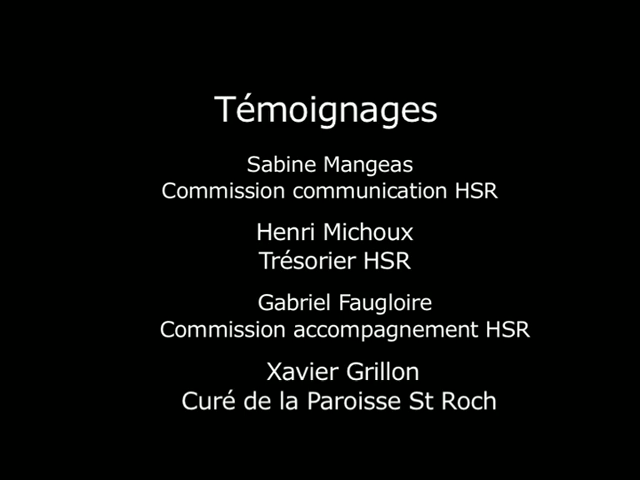 Témoignages
Sabine Mangeas
Commission communication HSR
Henri Michoux
Trésorier HSR
Gabriel Faugloire
Commission accompagnement HSR
Xavier Grillon
Curé de la Paroisse St Roch